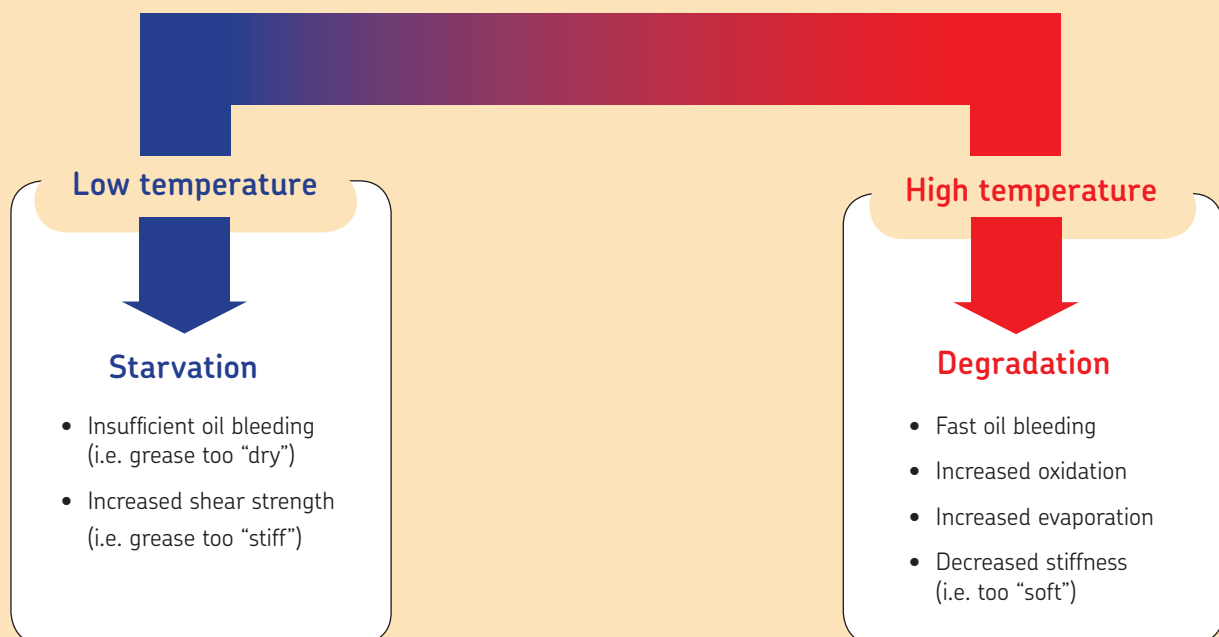 Low temperature
Starvation
• Insufficient oil bleeding
(i.e. grease too “dry”)
• Increased shear strength
(i.e. grease too “stiff”)
High temperature
Degradation
• Fast oil bleeding
• Increased oxidation
• Increased evaporation
• Decreased stiffness
(i.e. too “soft”)